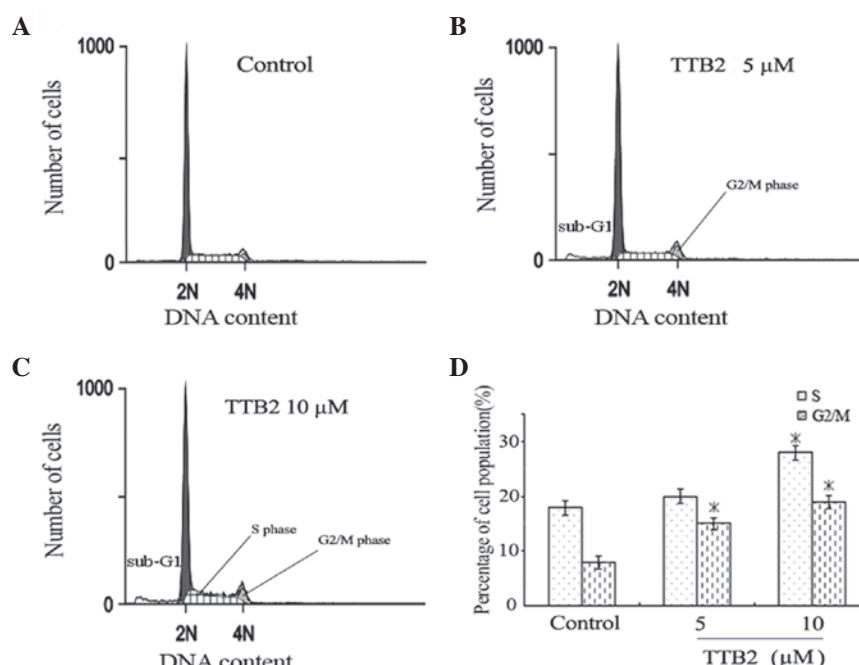 A
1000
Control
Number of cells
0
2N 4N
DNA content
B
1000
TTB2 5 μM
Number of cells
G2/M phase
sub-G1
0
2N 4N
DNA content
C
1000
TTB2 10 μM
Number of cells
S phase
G2/M phase
sub-G1
0
2N 4N
DNA content
D
Percentage of cell population(%)
S
G2/M
30
20
10
0
*
*
*
Control 5 10
TTB2 (μM)